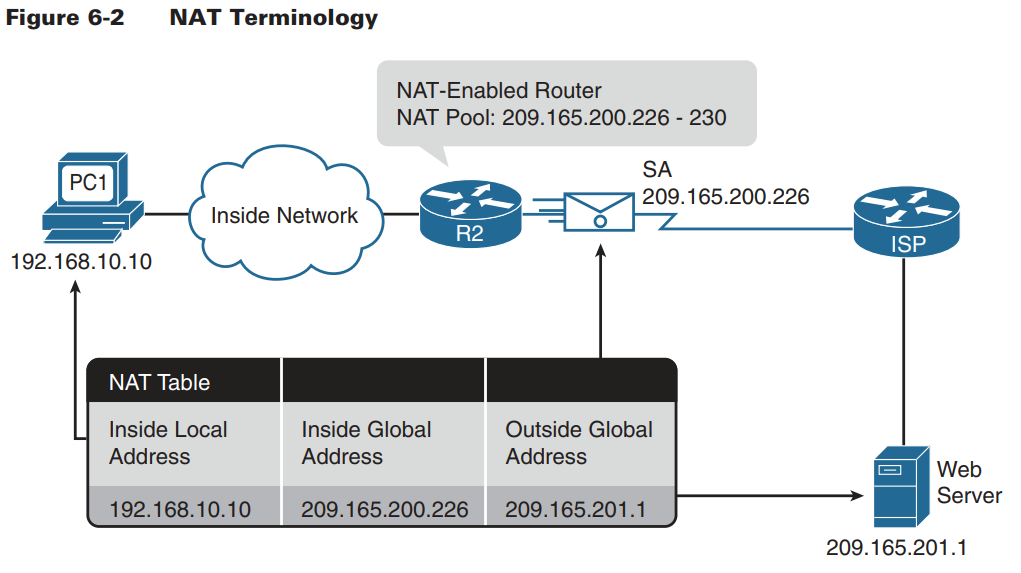 Figure 6-2 NAT Terminology
NAT-Enabled Router
NAT Pool: 209.165.200.226 - 230
SA
209.165.200.226
PC1
Inside Network
R2
ISP
192.168.10.10
NAT Table
Inside Local
Address
Inside Global
Address
Outside Global
Address
192.168.10.10
209.165.200.226
209.165.201.1
Web
Server
209.165.201.1